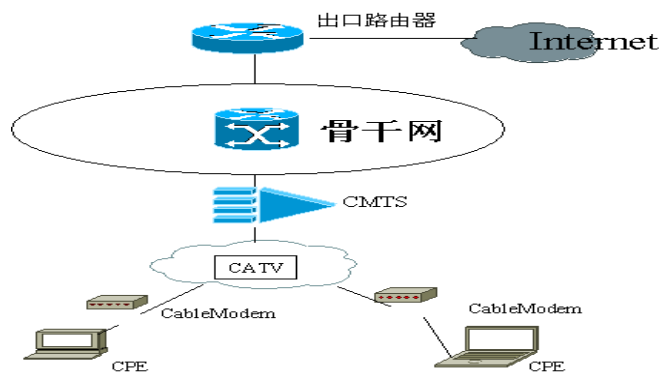 出口路由器
Internet
骨干网
CMTS
CATV
CableModem
CableModem
CPE
CPE